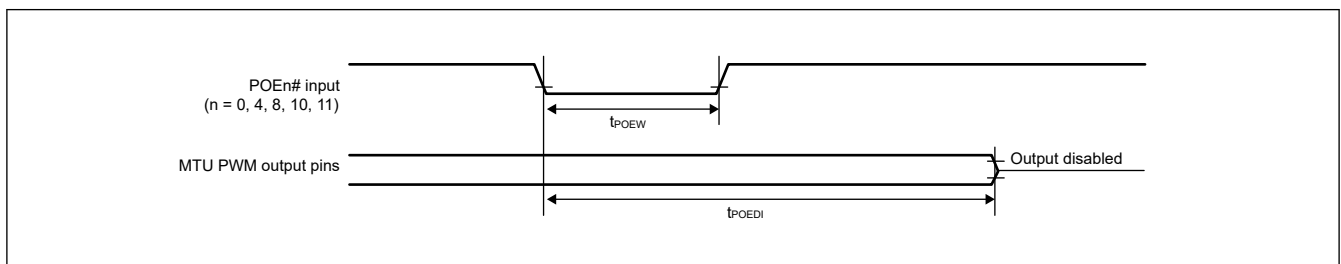 POEn# input
(n = 0, 4, 8, 10, 11)
tPOEW
MTU PWM output pins
Output disabled
tPOEDI